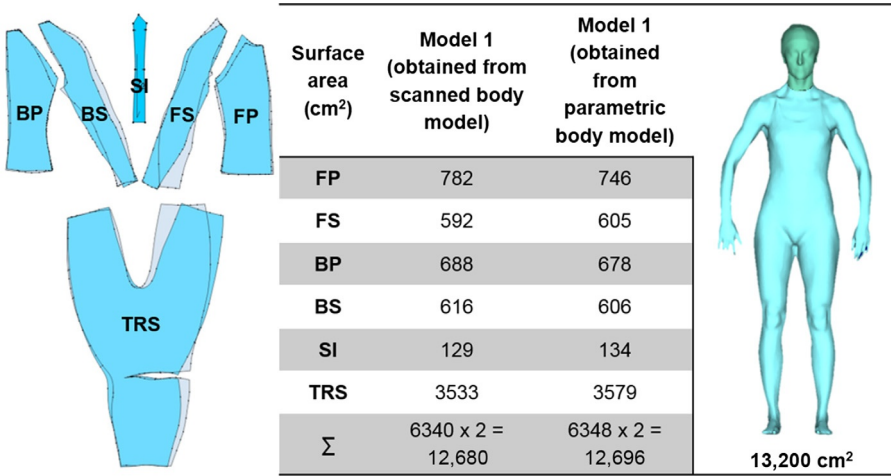 BP
BS
SI
FS
FP
TRS
Surface
area
(cm²)
Model 1
(obtained from
scanned body
model)
Model 1
(obtained
from
parametric
body model)
FP 782 746
FS 592 605
BP 688 678
BS 616 606
SI 129 134
TRS 3533 3579
Σ
6340 x 2 =
12,680
6348 x 2 =
12,696
13,200 cm²